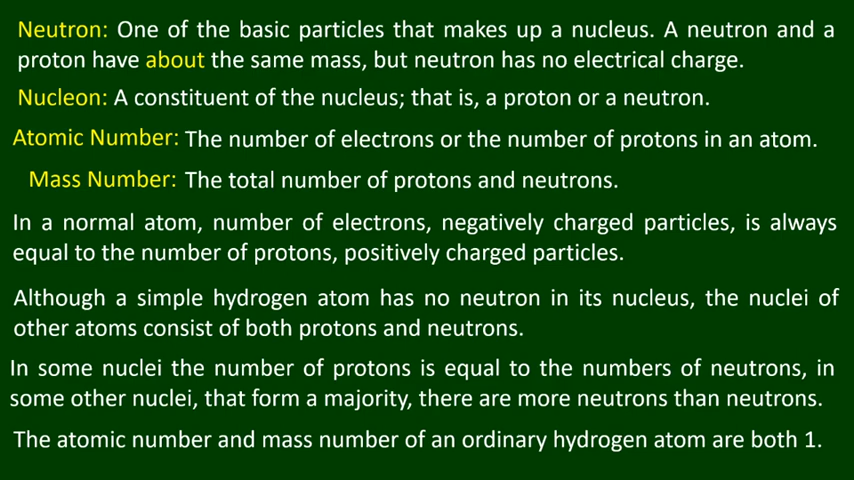 Neutron: One of the basic particles that makes up a nucleus. A neutron and a
proton have about the same mass, but neutron has no electrical charge.
Nucleon: A constituent of the nucleus; that is, a proton or a neutron.
Atomic Number: The number of electrons or the number of protons in an atom.
Mass Number: The total number of protons and neutrons.
In a normal atom, number of electrons, negatively charged particles, is always
equal to the number of protons, positively charged particles.
Although a simple hydrogen atom has no neutron in its nucleus, the nuclei of
other atoms consist of both protons and neutrons.
In some nuclei the number of protons is equal to the numbers of neutrons, in
some other nuclei, that form a majority, there are more neutrons than neutrons.
The atomic number and mass number of an ordinary hydrogen atom are both 1.